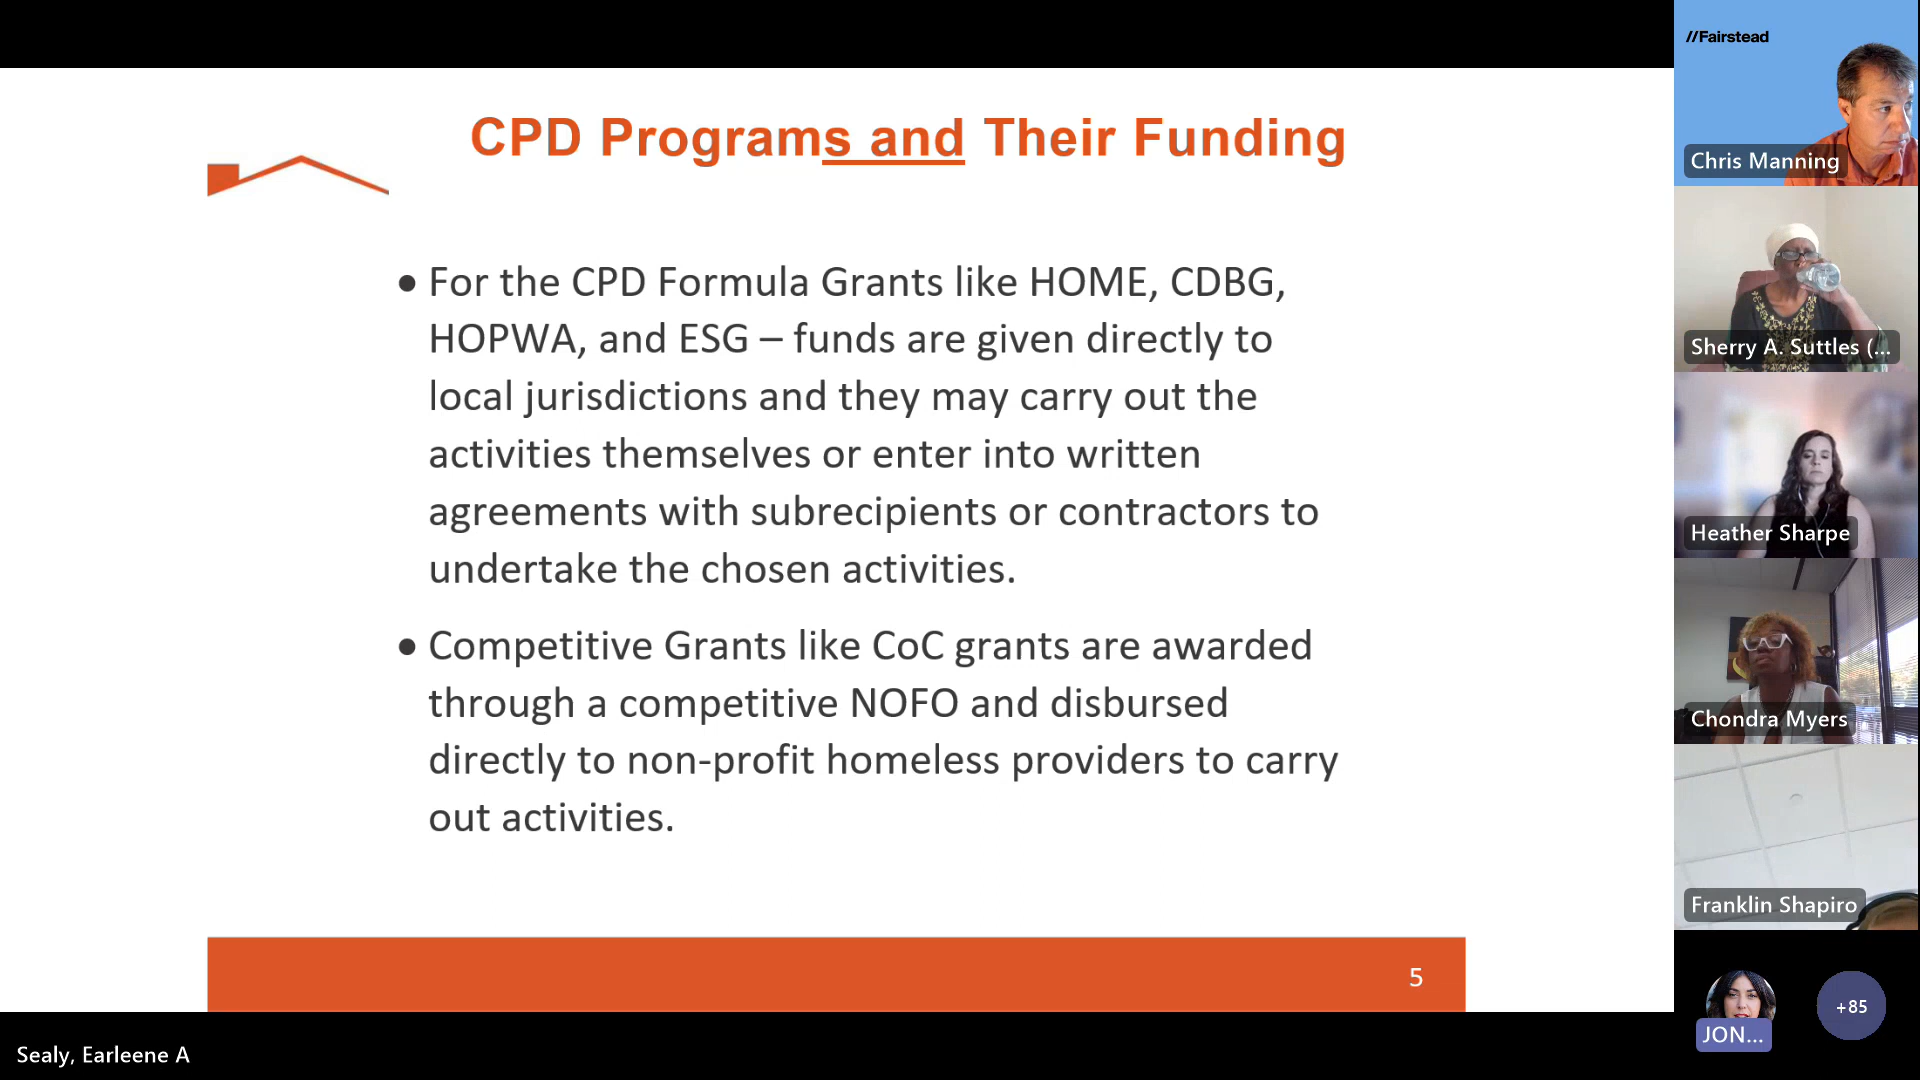 CPD Programs and Their Funding
• For the CPD Formula Grants like HOME, CDBG,
HOPWA, and ESG – funds are given directly to
local jurisdictions and they may carry out the
activities themselves or enter into written
agreements with subrecipients or contractors to
undertake the chosen activities.
• Competitive Grants like CoC grants are awarded
through a competitive NOFO and disbursed
directly to non-profit homeless providers to carry
out activities.
5
Sealy, Earleene A
//Fairstead
Chris Manning
Sherry A. Suttles (...
Heather Sharpe
Chondra Myers
Franklin Shapiro
JON...
+85